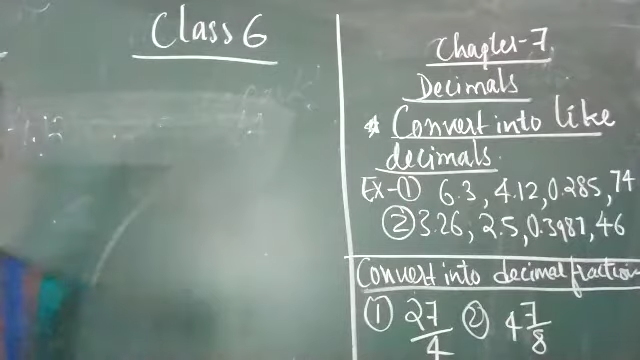 Class 6
Chapter-7
Decimals
* Convert into like
decimals.
Ex-① 6.3, 4.12, 0.285, 74
② 3.26, 2.5, 0.3987, 46
Convert into decimal fraction
① 27/4 ② 4 7/8